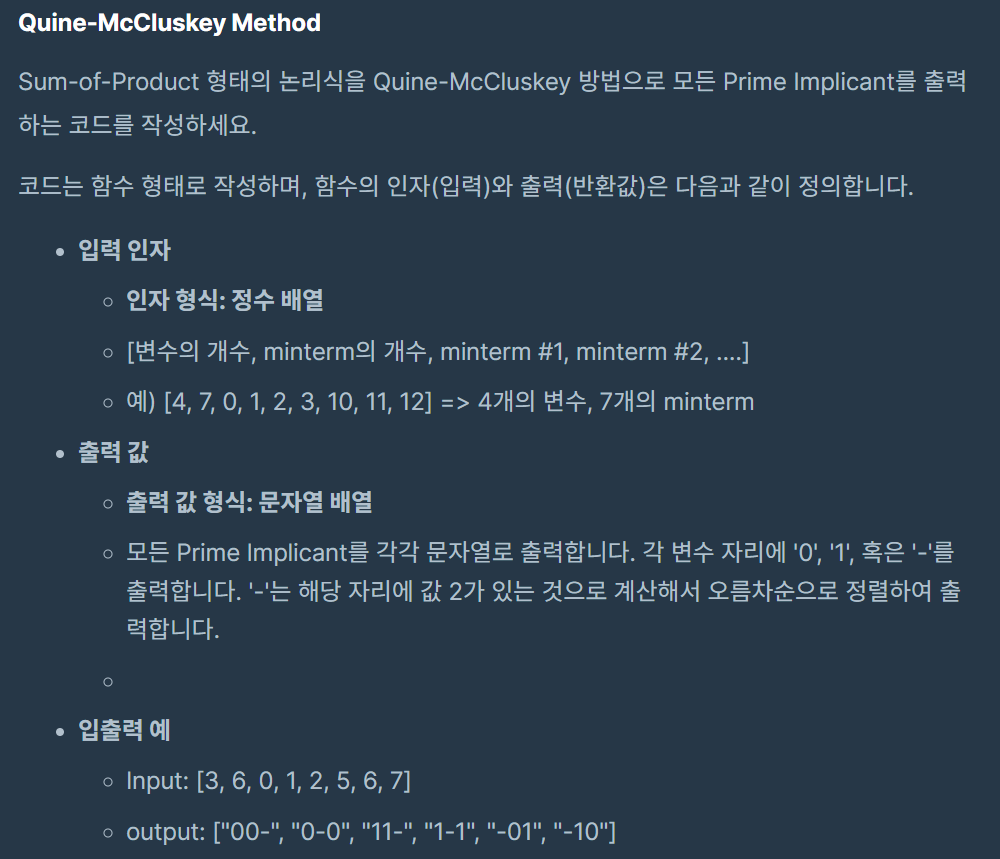 Quine-McCluskey Method
Sum-of-Product 형태의 논리식을 Quine-McCluskey 방법으로 모든 Prime Implicant를 출력
하는 코드를 작성하세요.
코드는 함수 형태로 작성하며, 함수의 인자(입력)와 출력(반환값)은 다음과 같이 정의합니다.
입력 인자
인자 형식: 정수 배열
[변수의 개수, minterm의 개수, minterm #1, minterm #2, ....]
예) [4, 7, 0, 1, 2, 3, 10, 11, 12] => 4개의 변수, 7개의 minterm
출력 값
출력 값 형식: 문자열 배열
모든 Prime Implicant를 각각 문자열로 출력합니다. 각 변수 자리에 '0', '1', 혹은 '-'를
출력합니다. '-'는 해당 자리에 값 2가 있는 것으로 계산해서 오름차순으로 정렬하여 출
력합니다.
입출력 예
Input: [3, 6, 0, 1, 2, 5, 6, 7]
output: ["00-", "0-0", "11-", "1-1", "-01", "-10"]